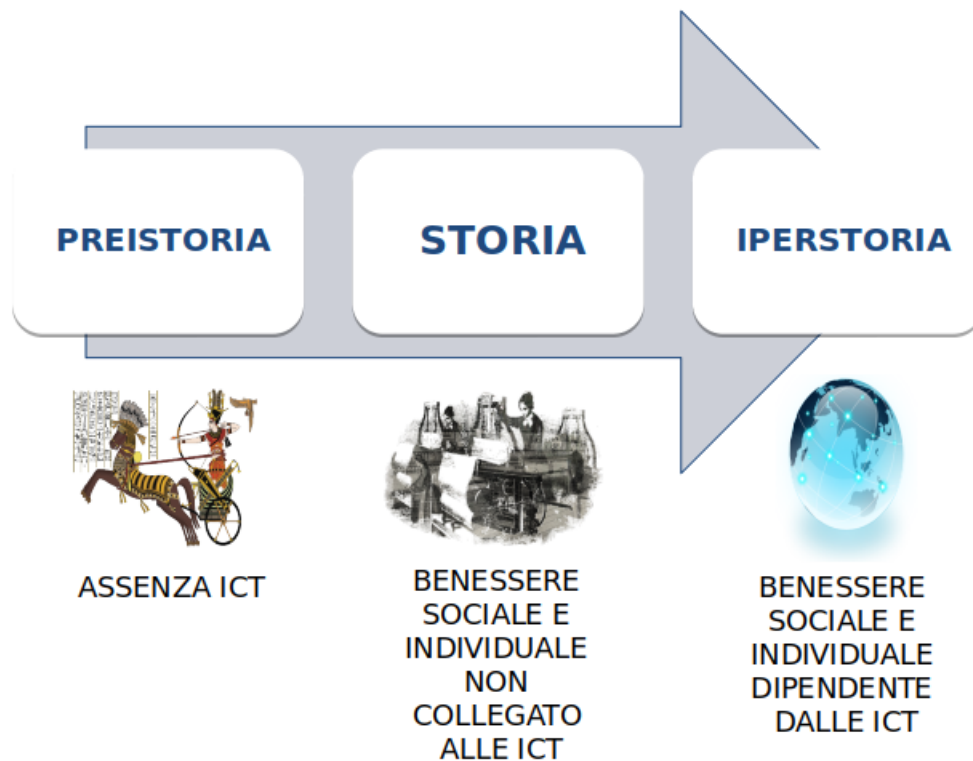 PREISTORIA
STORIA
IPERSTORIA
ASSENZA ICT
BENESSERE
SOCIALE E
INDIVIDUALE
NON
COLLEGATO
ALLE ICT
BENESSERE
SOCIALE E
INDIVIDUALE
DIPENDENTE
DALLE ICT